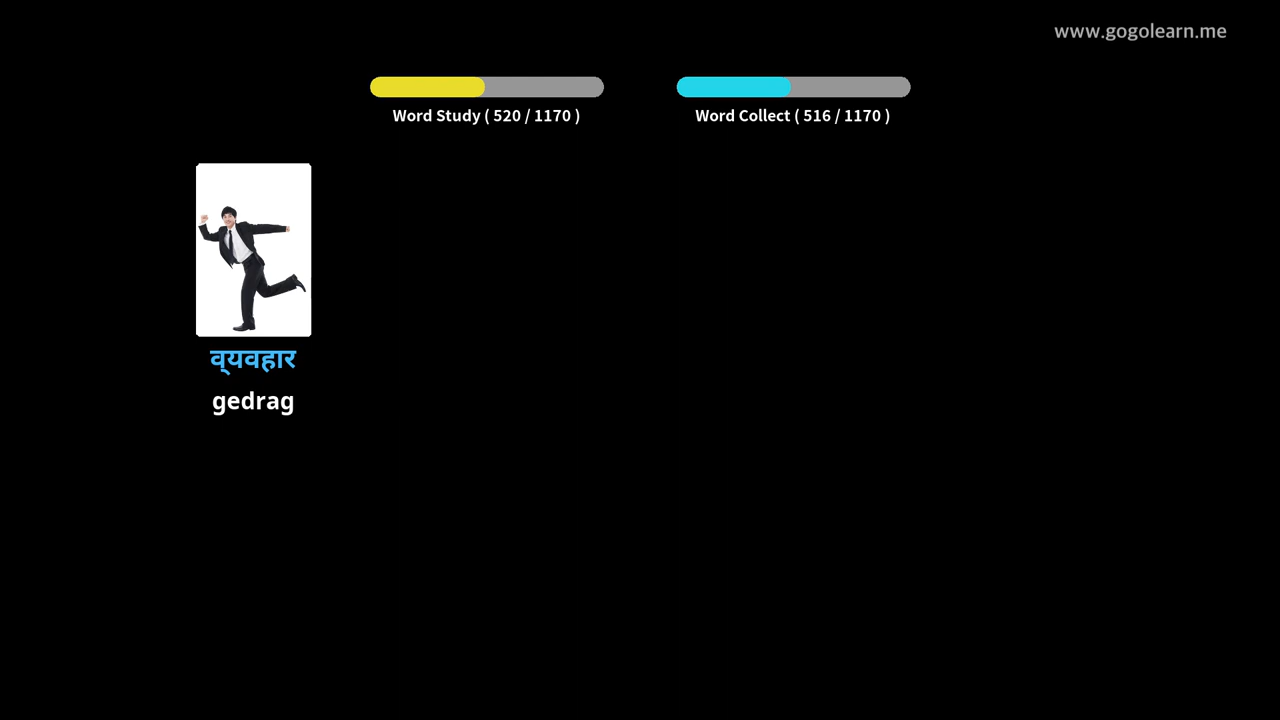 www.gogolearn.me
Word Study ( 520 / 1170 )
Word Collect ( 516 / 1170 )
व्यवहार
gedrag